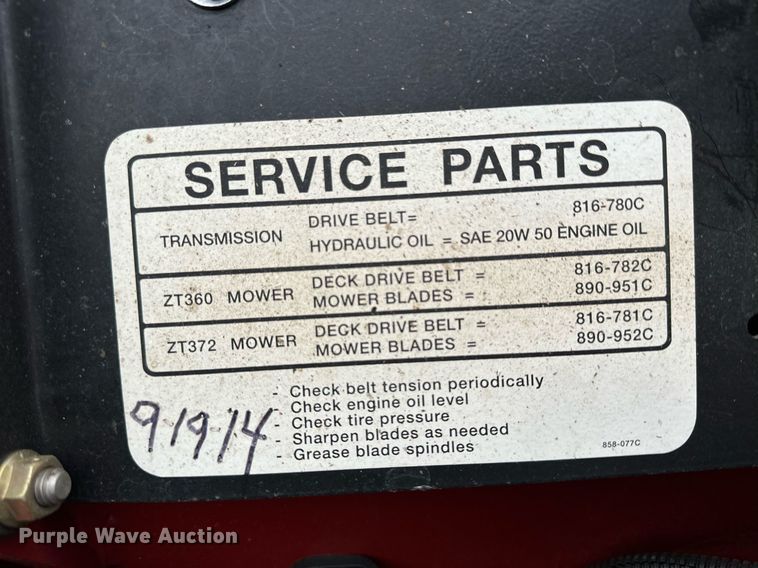 SERVICE PARTS
TRANSMISSION DRIVE BELT= 816-780C
HYDRAULIC OIL = SAE 20W 50 ENGINE OIL
ZT360 MOWER DECK DRIVE BELT = 816-782C
MOWER BLADES = 890-951C
ZT372 MOWER DECK DRIVE BELT = 816-781C
MOWER BLADES = 890-952C
- Check belt tension periodically
- Check engine oil level
- Check tire pressure
- Sharpen blades as needed
- Grease blade spindles
91914
858-077C
Purple Wave Auction